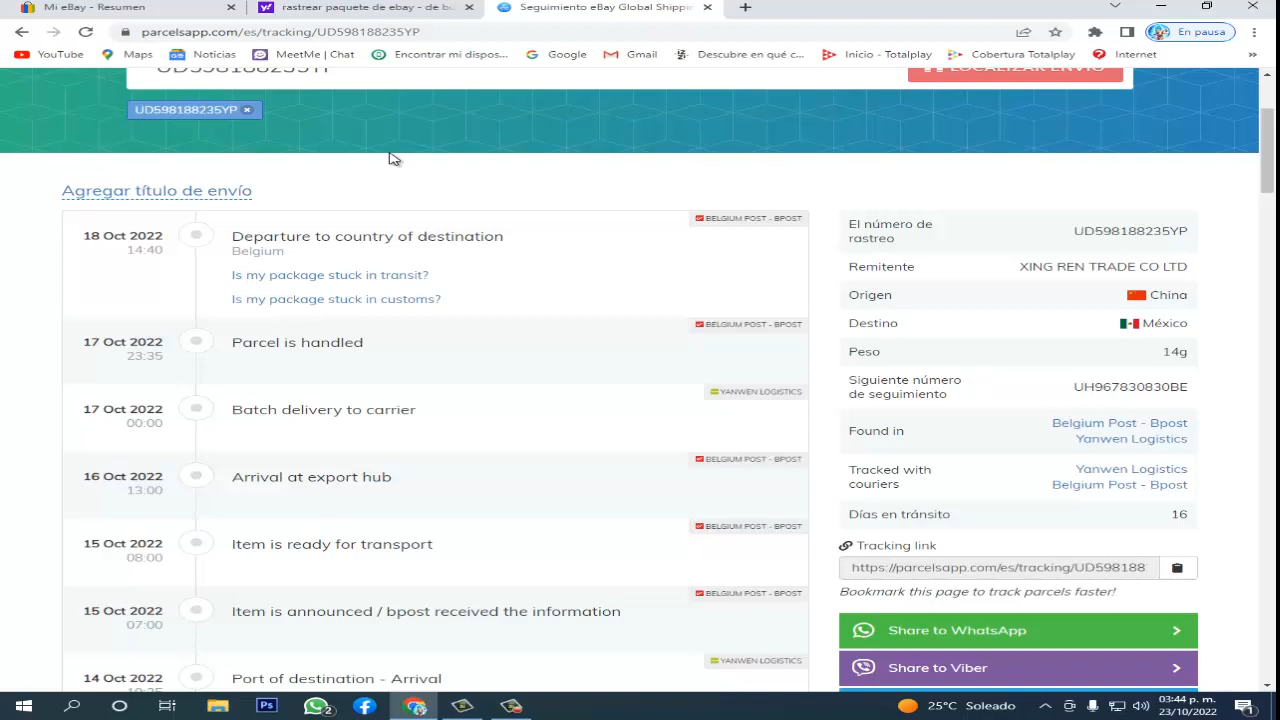 Mi eBay - Resumen
rastrear paquete de ebay - de bu
Seguimiento eBay Global Shippin
parcelsapp.com/es/tracking/UD598188235YP
En pausa
YouTube
Maps
Noticias
MeetMe | Chat
Encontrar mi dispos...
Google
Gmail
Descubre en qué c...
Inicio - Totalplay
Cobertura Totalplay
Internet
»
UD598188235YP
LOCALIZAR ENVÍO
UD598188235YP
Agregar título de envío
BELGIUM POST - BPOST
18 Oct 2022
14:40
Departure to country of destination
Belgium
Is my package stuck in transit?
Is my package stuck in customs?
BELGIUM POST - BPOST
17 Oct 2022
23:35
Parcel is handled
YANWEN LOGISTICS
17 Oct 2022
00:00
Batch delivery to carrier
BELGIUM POST - BPOST
16 Oct 2022
13:00
Arrival at export hub
BELGIUM POST - BPOST
15 Oct 2022
08:00
Item is ready for transport
BELGIUM POST - BPOST
15 Oct 2022
07:00
Item is announced / bpost received the information
YANWEN LOGISTICS
14 Oct 2022
Port of destination - Arrival
El número de
rastreo
UD598188235YP
Remitente
XING REN TRADE CO LTD
Origen
China
Destino
México
Peso
14g
Siguiente número
de seguimiento
UH967830830BE
Found in
Belgium Post - Bpost
Yanwen Logistics
Tracked with
couriers
Yanwen Logistics
Belgium Post - Bpost
Días en tránsito
16
Tracking link
https://parcelsapp.com/es/tracking/UD598188
Bookmark this page to track parcels faster!
Share to WhatsApp
Share to Viber
Ps
2
25°C Soleado
03:44 p. m.
23/10/2022
1